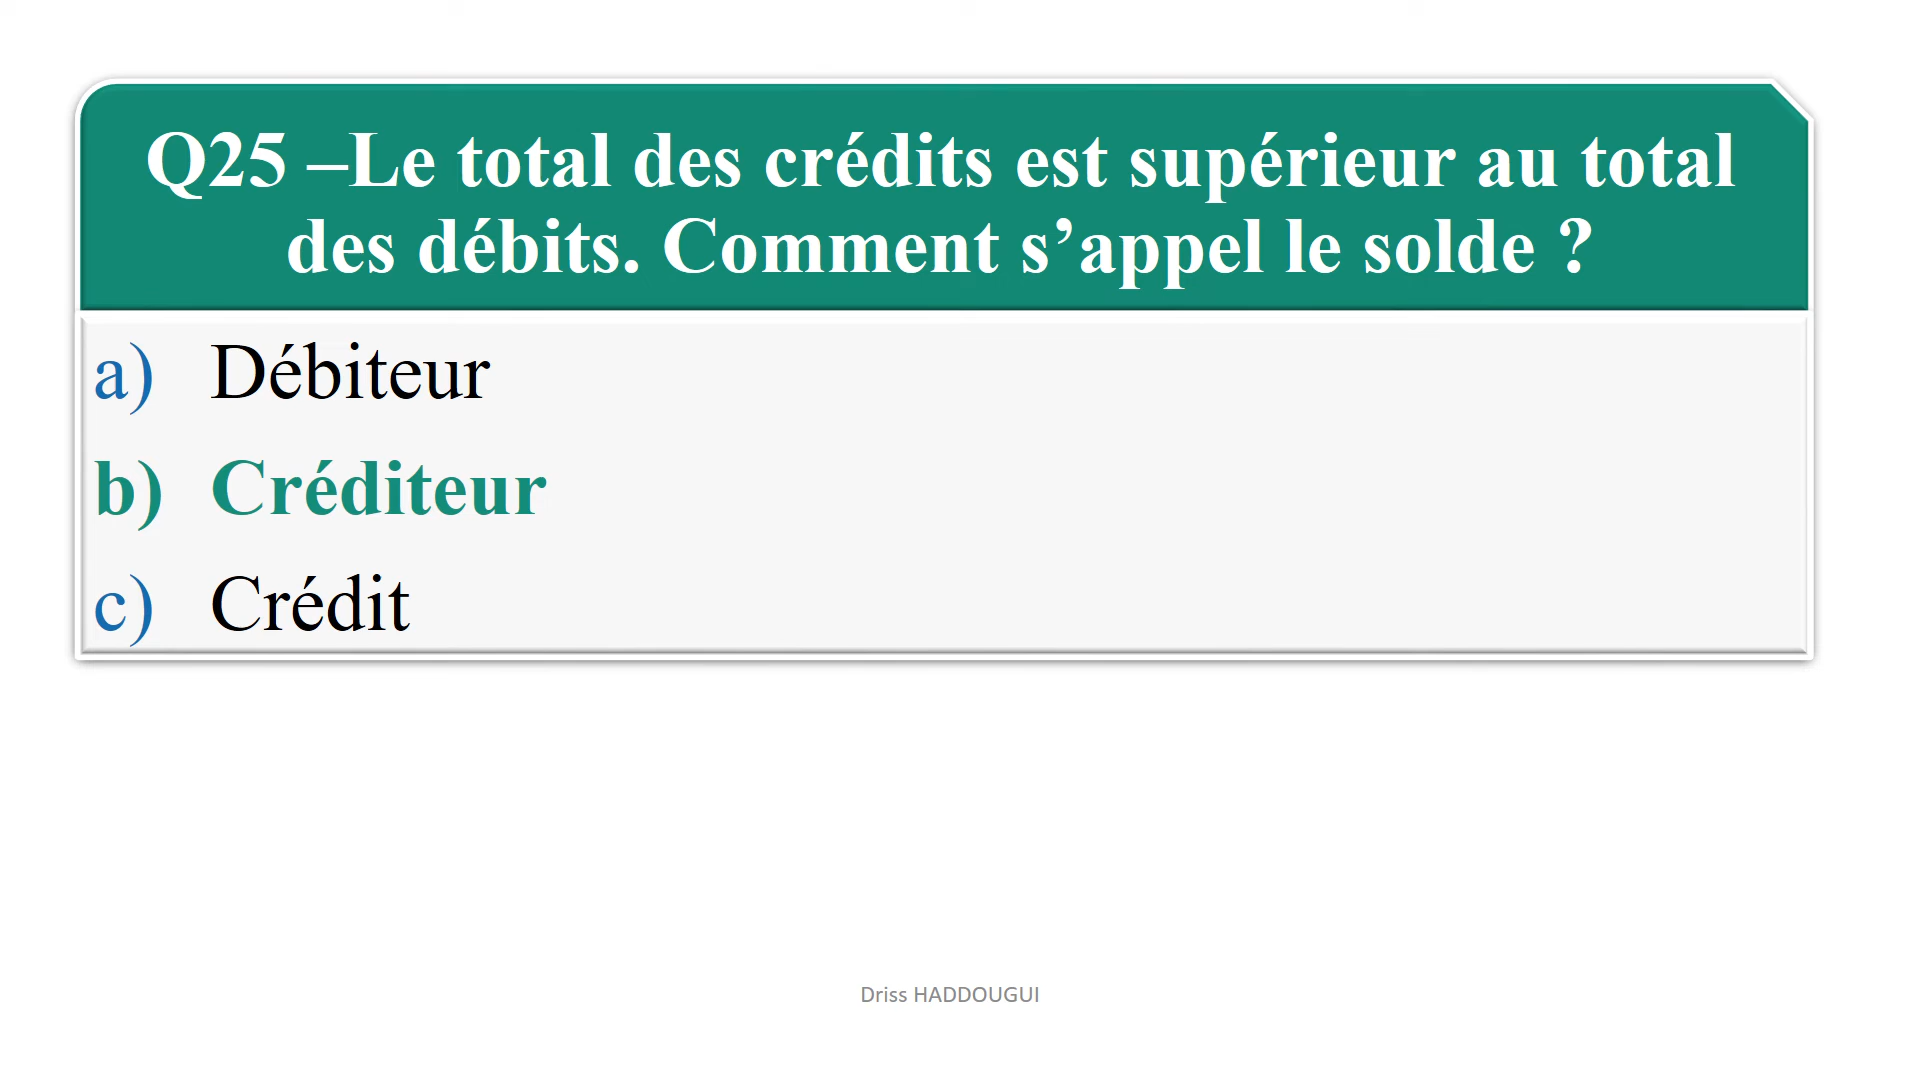 Q25 –Le total des crédits est supérieur au total
des débits. Comment s’appel le solde ?
a) Débiteur
b) Créditeur
c) Crédit
Driss HADDOUGUI